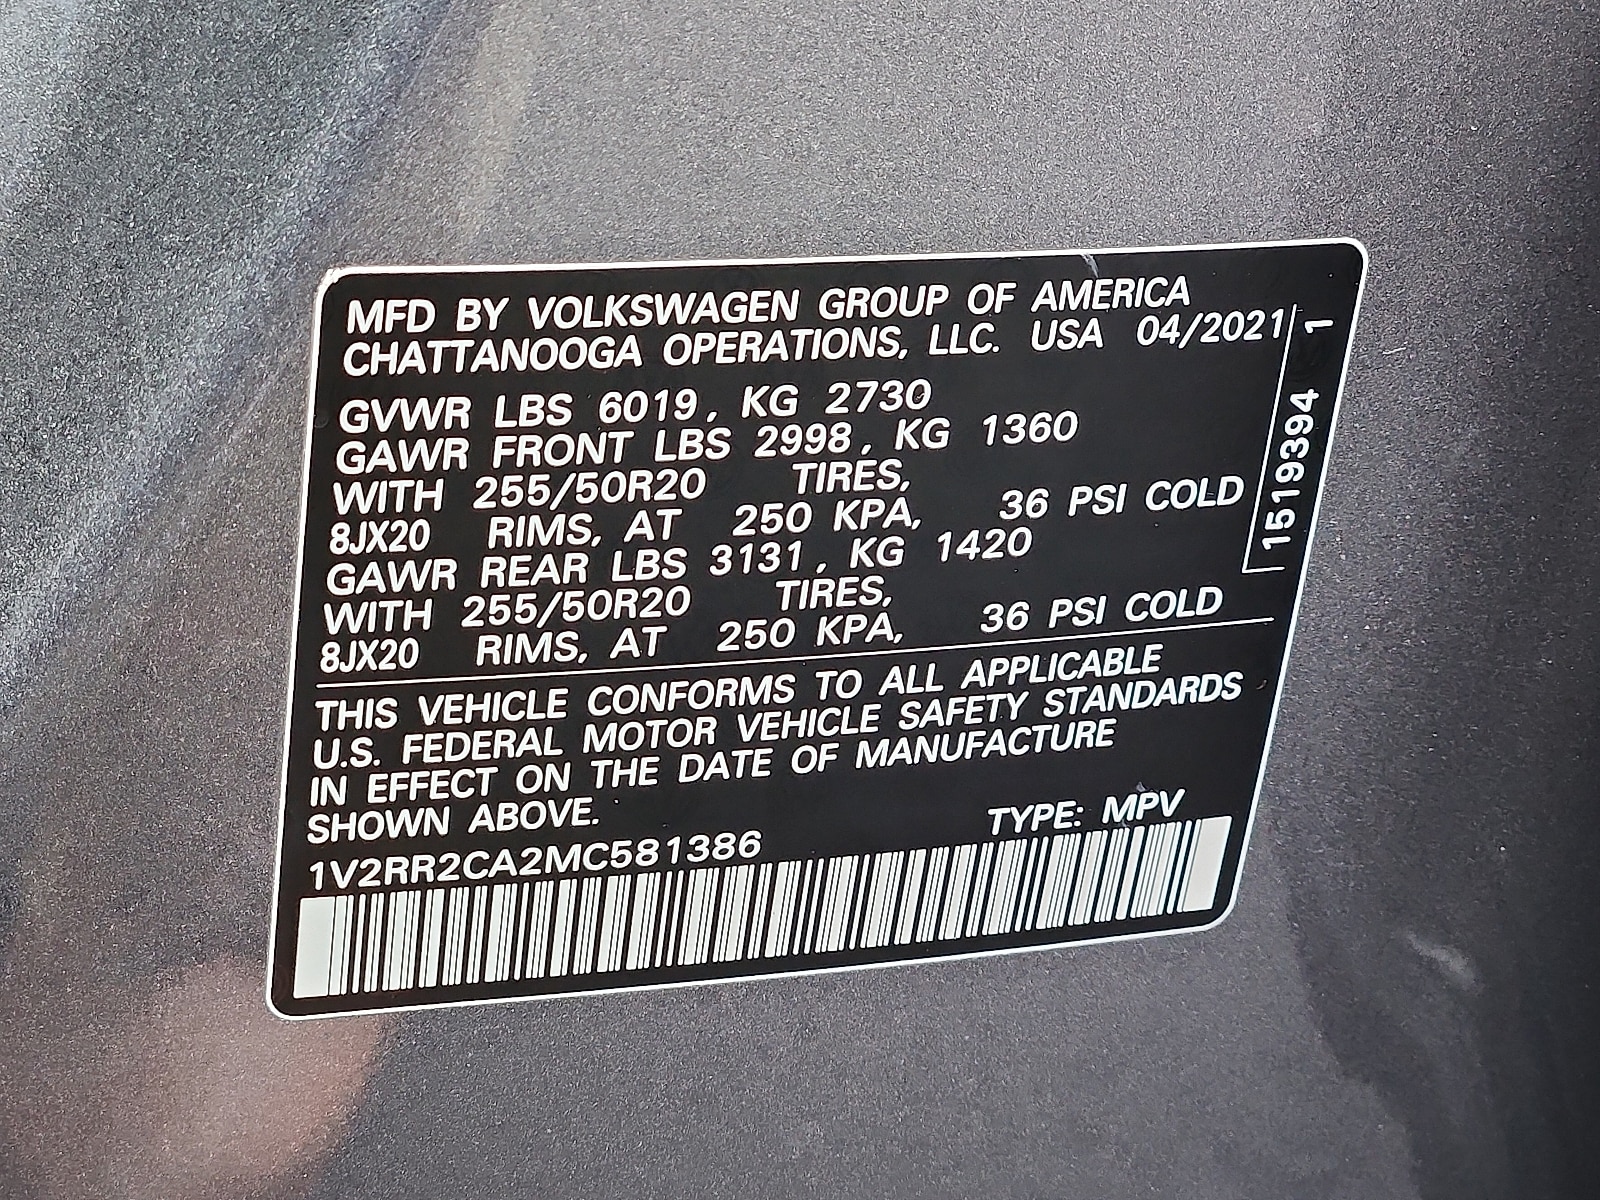 MFD BY VOLKSWAGEN GROUP OF AMERICA
CHATTANOOGA OPERATIONS, LLC. USA 04/2021
GVWR LBS 6019, KG 2730
GAWR FRONT LBS 2998, KG 1360
WITH 255/50R20 TIRES,
8JX20 RIMS, AT 250 KPA, 36 PSI COLD
GAWR REAR LBS 3131, KG 1420
WITH 255/50R20 TIRES,
8JX20 RIMS, AT 250 KPA, 36 PSI COLD
1519394 1
THIS VEHICLE CONFORMS TO ALL APPLICABLE
U.S. FEDERAL MOTOR VEHICLE SAFETY STANDARDS
IN EFFECT ON THE DATE OF MANUFACTURE
SHOWN ABOVE.
TYPE: MPV
1V2RR2CA2MC581386